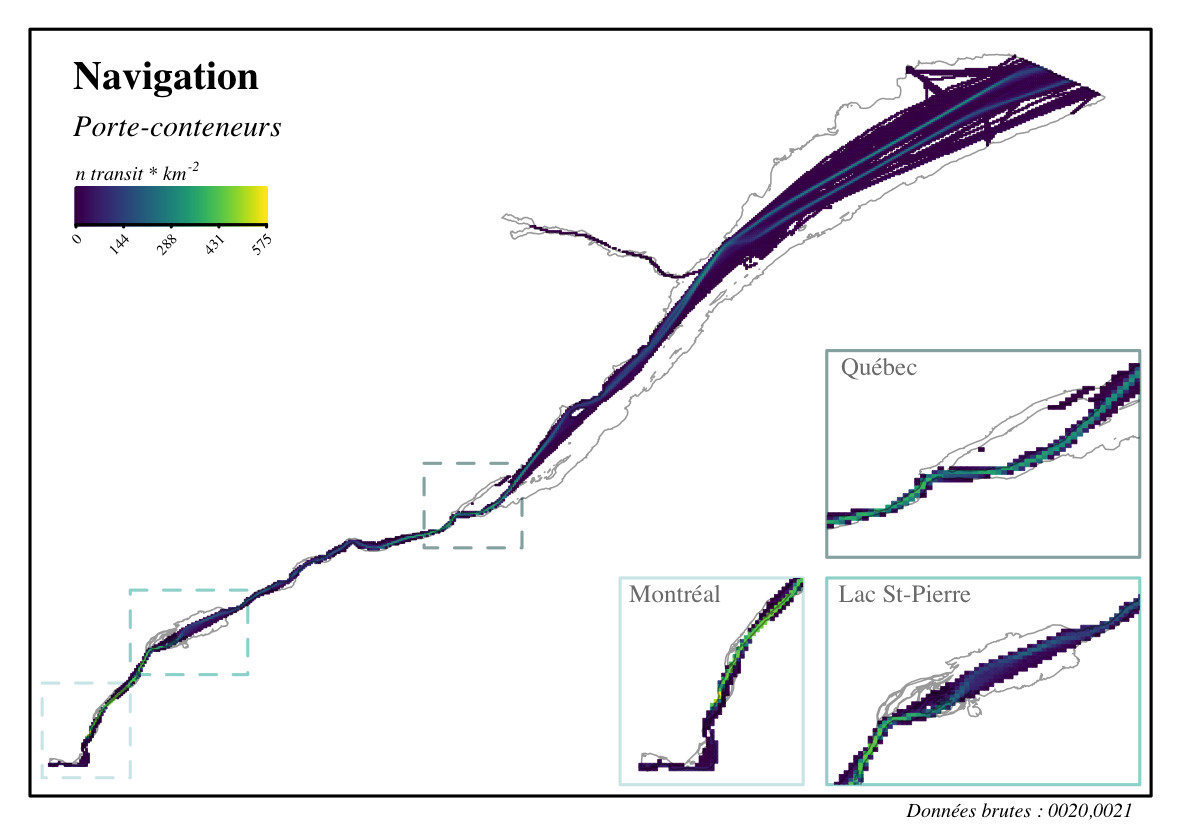 Navigation
Porte-conteneurs
n transit * km-2
0 144 288 431 575
Québec
Montréal
Lac St-Pierre
Données brutes : 0020,0021